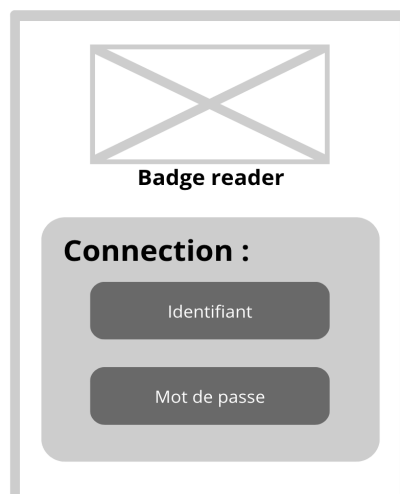 Badge reader
Connection :
Identifiant
Mot de passe